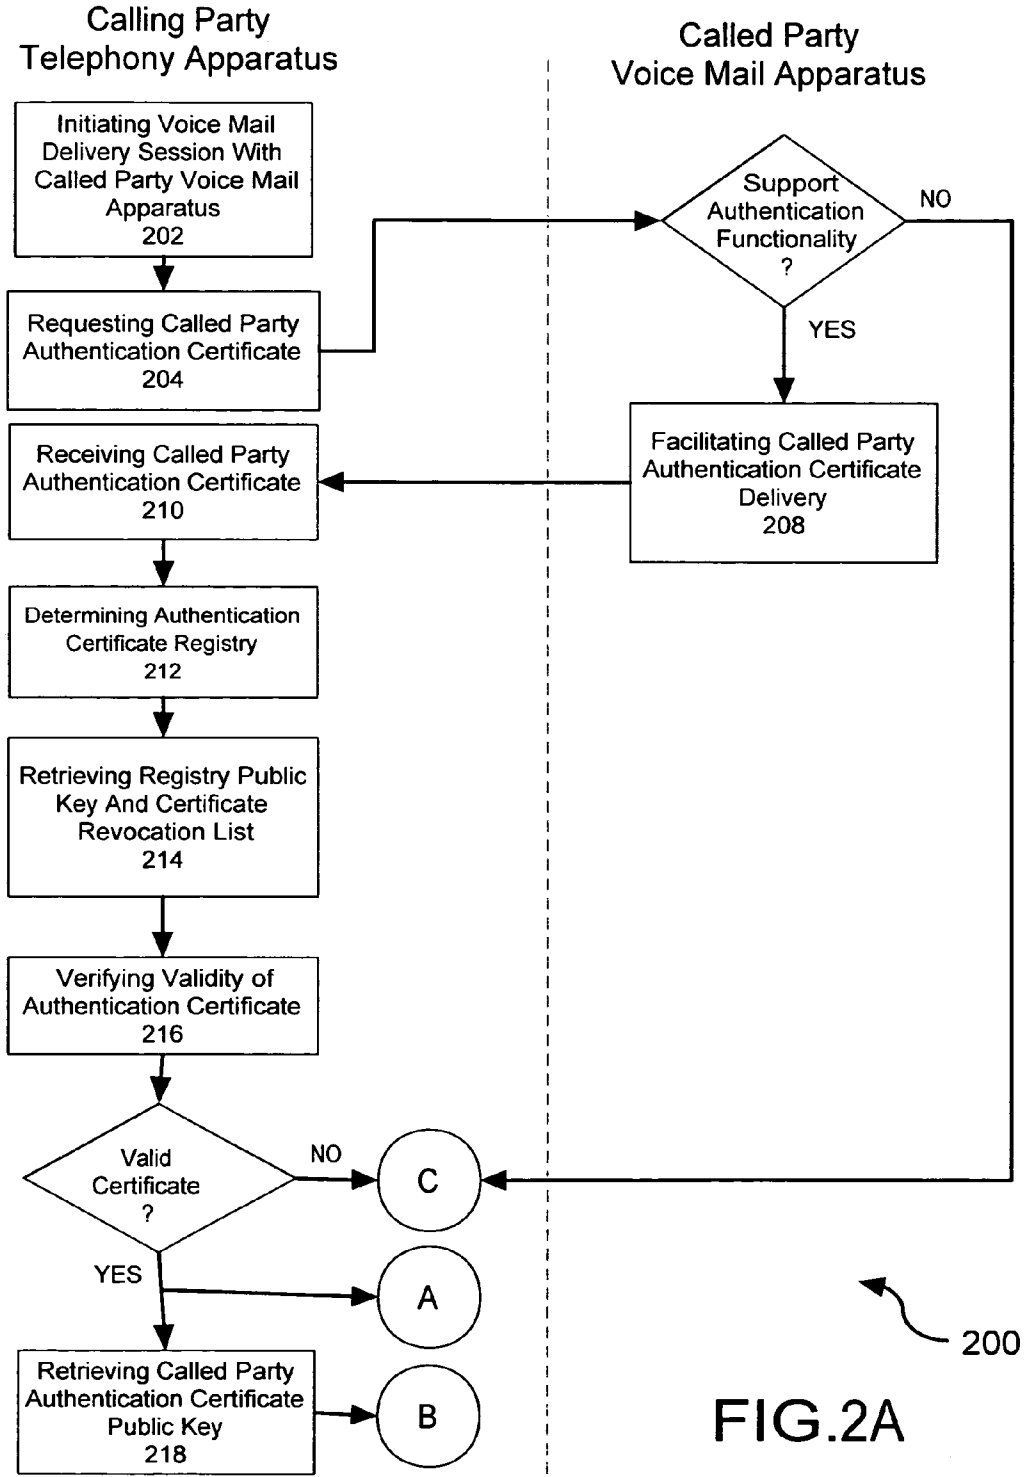 Calling Party
Telephony Apparatus
Called Party
Voice Mail Apparatus
Initiating Voice Mail
Delivery Session With
Called Party Voice Mail
Apparatus
202
Support
Authentication
Functionality
?
NO
YES
Requesting Called Party
Authentication Certificate
204
Facilitating Called Party
Authentication Certificate
Delivery
208
Receiving Called Party
Authentication Certificate
210
Determining Authentication
Certificate Registry
212
Retrieving Registry Public
Key And Certificate
Revocation List
214
Verifying Validity of
Authentication Certificate
216
Valid
Certificate
?
NO
C
YES
A
Retrieving Called Party
Authentication Certificate
Public Key
218
B
200
FIG.2A